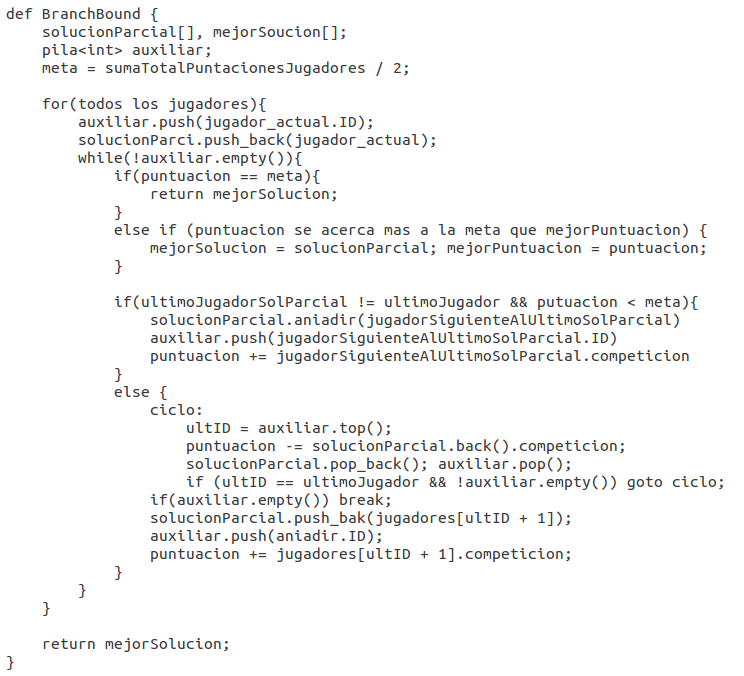 def BranchBound {
    solucionParcial[], mejorSoucion[];
    pila<int> auxiliar;
    meta = sumaTotalPuntacionesJugadores / 2;

    for(todos los jugadores){
        auxiliar.push(jugador_actual.ID);
        solucionParci.push_back(jugador_actual);
        while(!auxiliar.empty()){
            if(puntuacion == meta){
                return mejorSolucion;
            }
            else if (puntuacion se acerca mas a la meta que mejorPuntuacion) {
                mejorSolucion = solucionParcial; mejorPuntuacion = puntuacion;
            }

            if(ultimoJugadorSolParcial != ultimoJugador && putuacion < meta){
                solucionParcial.aniadir(jugadorSiguienteAlUltimoSolParcial)
                auxiliar.push(jugadorSiguienteAlUltimoSolParcial.ID)
                puntuacion += jugadorSiguienteAlUltimoSolParcial.competicion
            }
            else {
                ciclo:
                    ultID = auxiliar.top();
                    puntuacion -= solucionParcial.back().competicion;
                    solucionParcial.pop_back(); auxiliar.pop();
                    if (ultID == ultimoJugador && !auxiliar.empty()) goto ciclo;
                if(auxiliar.empty()) break;
                solucionParcial.push_bak(jugadores[ultID + 1]);
                auxiliar.push(aniadir.ID);
                puntuacion += jugadores[ultID + 1].competicion;
            }
        }
    }

    return mejorSolucion;
}